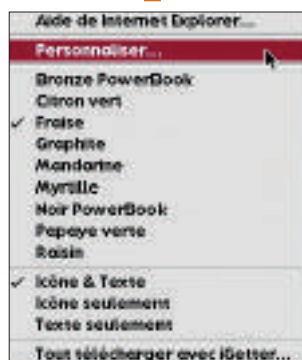 Aide de Internet Explorer...
Personnaliser...
Bronze PowerBook
Citron vert
✓ Fraise
Graphite
Mandarine
Myrtille
Noir PowerBook
Papaye verte
Raisin
✓ Icône & Texte
Icône seulement
Texte seulement
Tout télécharger avec iGetter...